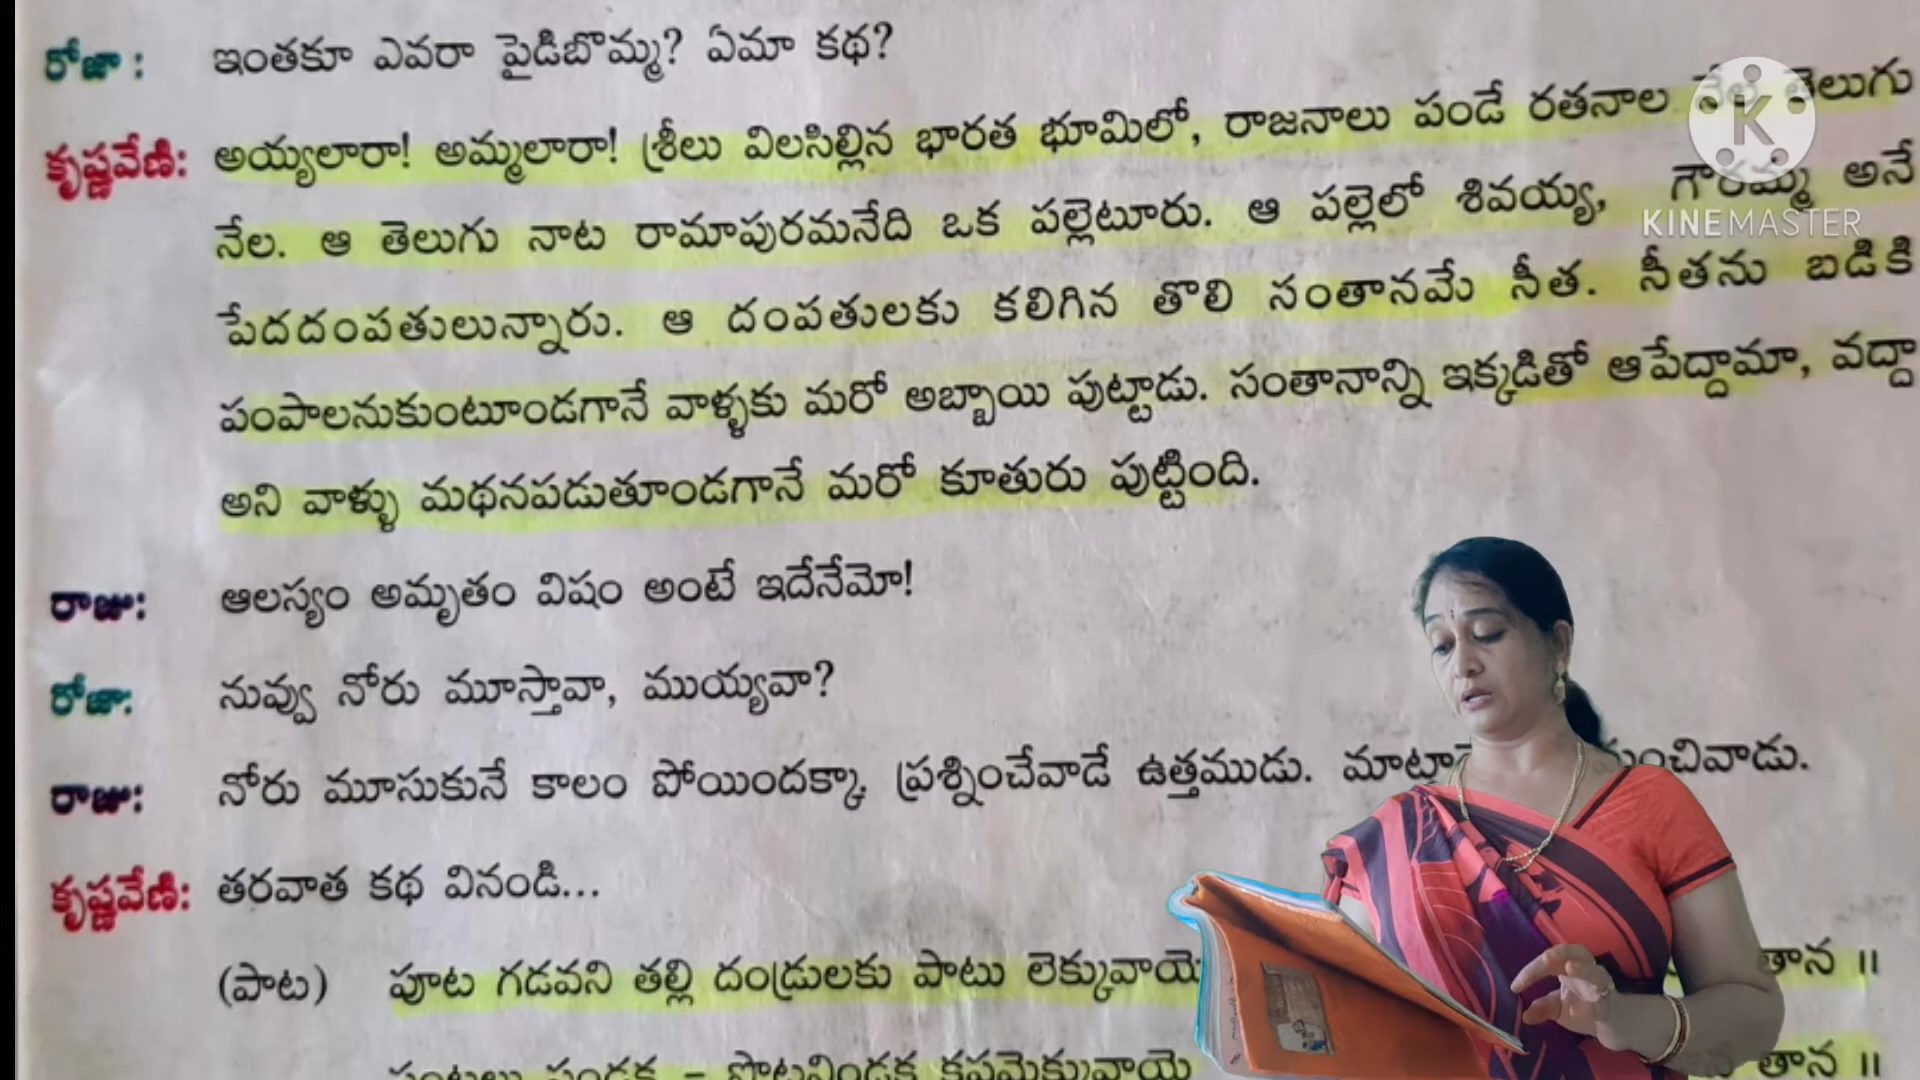 రోజా : ఇంతకూ ఎవరా పైడిబొమ్మ? ఏమా కథ?
కృష్ణవేణి: అయ్యలారా! అమ్మలారా! శ్రీలు విలసిల్లిన భారత భూమిలో, రాజనాలు పండే రతనాల నేల తెలుగు
నేల. ఆ తెలుగు నాట రామాపురమనేది ఒక పల్లెటూరు. ఆ పల్లెలో శివయ్య, గౌరమ్మ అనే
పేదదంపతులున్నారు. ఆ దంపతులకు కలిగిన తొలి సంతానమే సీత. సీతను బడికి
పంపాలనుకుంటూండగానే వాళ్ళకు మరో అబ్బాయి పుట్టాడు. సంతానాన్ని ఇక్కడితో ఆపేద్దామా, వద్దా
అని వాళ్ళు మథనపడుతూండగానే మరో కూతురు పుట్టింది.
రాజు: ఆలస్యం అమృతం విషం అంటే ఇదేనేమో!
రోజా: నువ్వు నోరు మూస్తావా, ముయ్యవా?
రాజు: నోరు మూసుకునే కాలం పోయిందక్కా ప్రశ్నించేవాడే ఉత్తముడు. మంచివాడు.
కృష్ణవేణి: తరవాత కథ వినండి...
(పాట) పూట గడవని తల్లి దండ్రులకు పాటు లెక్కువాయె తాన ॥
తాన ॥
K
KINEMASTER